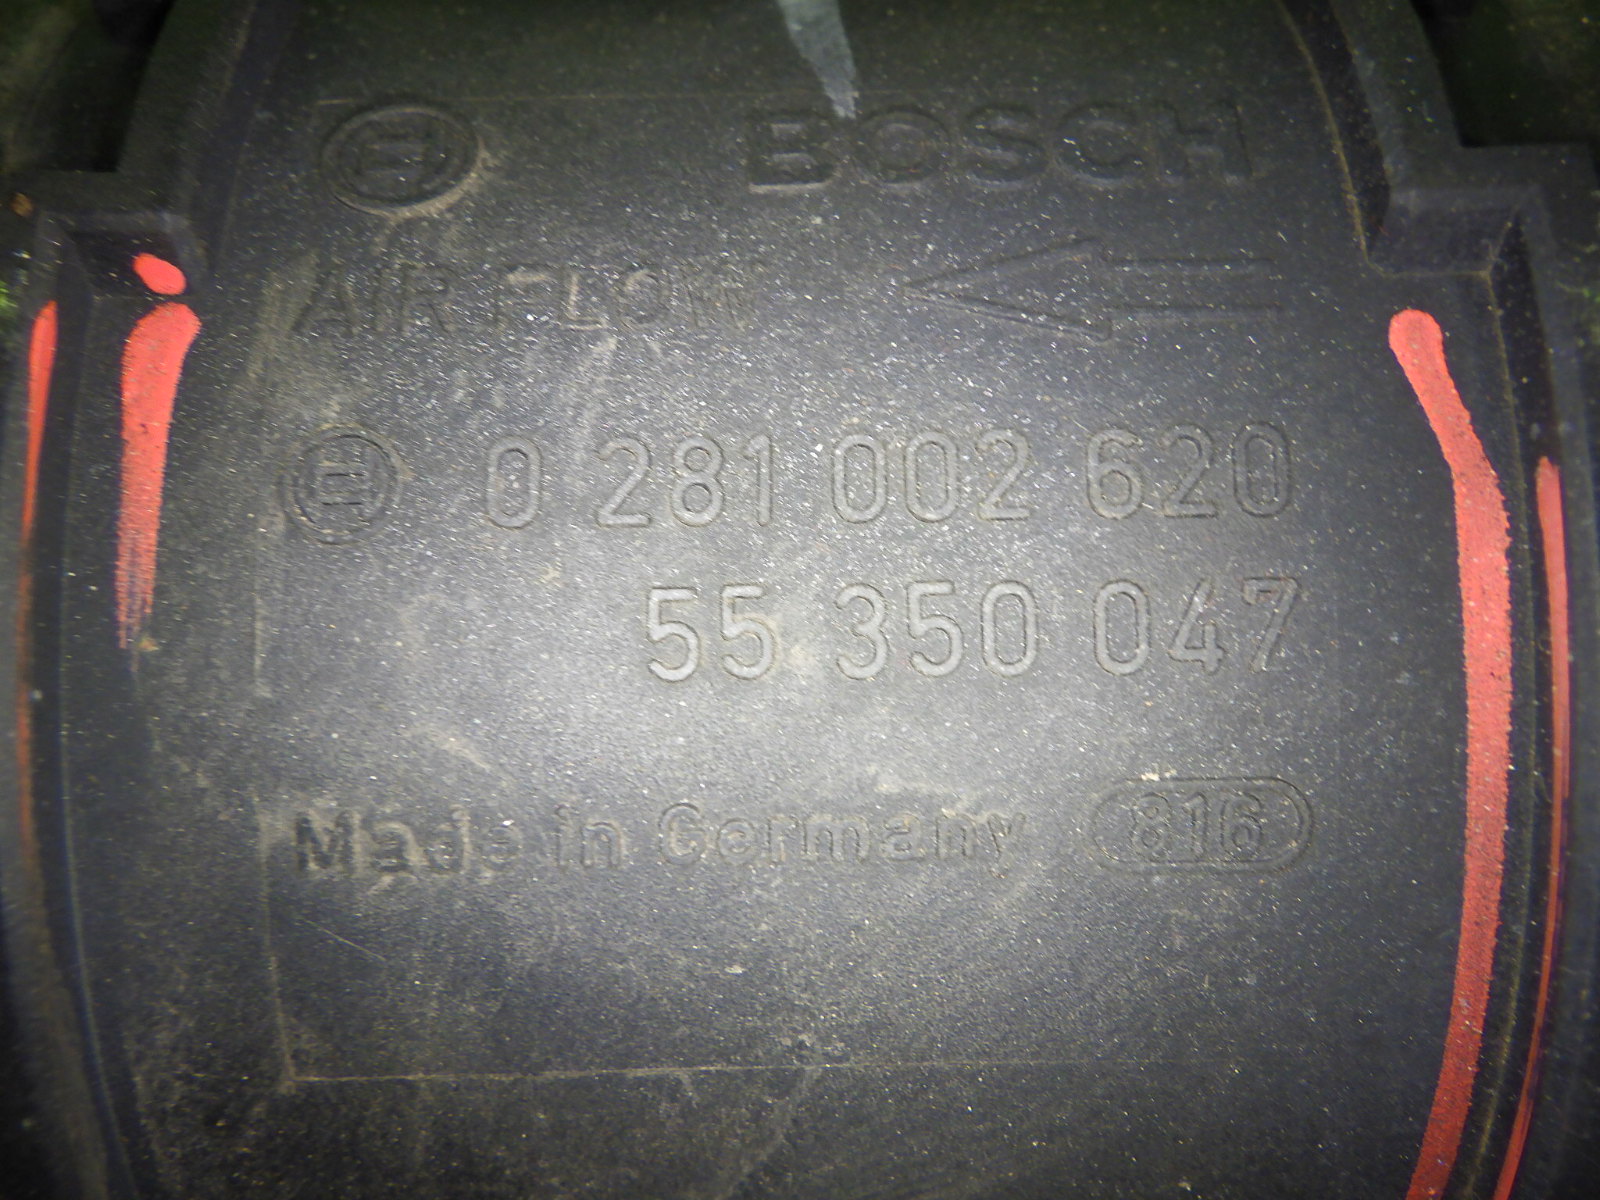 BOSCH
AIR FLOW
0 281 002 620
55 350 047
Made in Germany 816